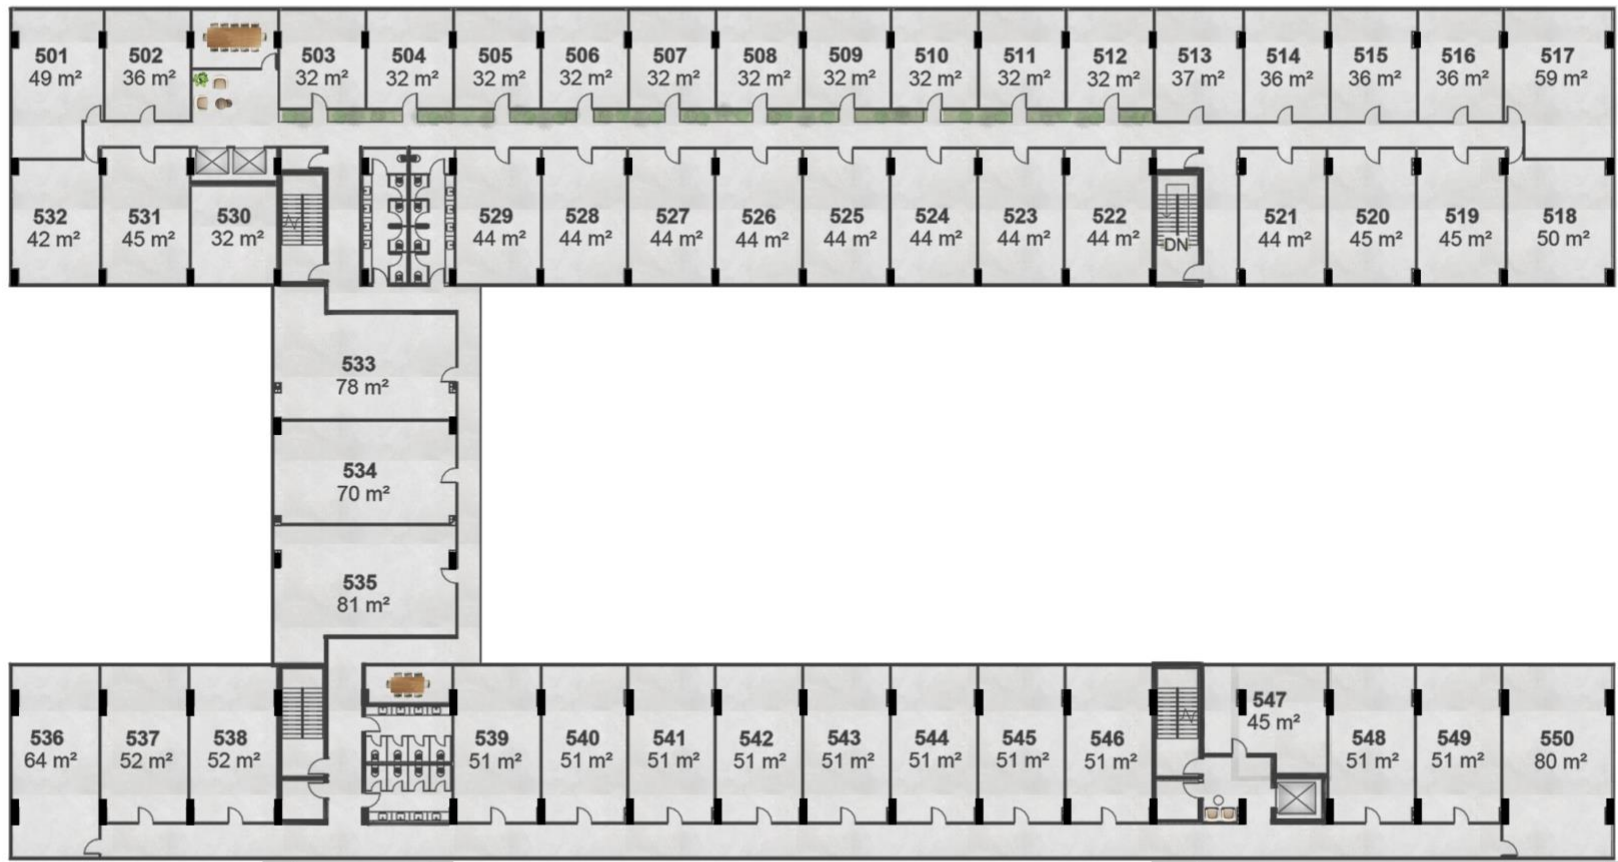 501
49 m²
502
36 m²
503
32 m²
504
32 m²
505
32 m²
506
32 m²
507
32 m²
508
32 m²
509
32 m²
510
32 m²
511
32 m²
512
32 m²
513
37 m²
514
36 m²
515
36 m²
516
36 m²
517
59 m²
532
42 m²
531
45 m²
530
32 m²
529
44 m²
528
44 m²
527
44 m²
526
44 m²
525
44 m²
524
44 m²
523
44 m²
522
44 m²
DN
521
44 m²
520
45 m²
519
45 m²
518
50 m²
533
78 m²
534
70 m²
535
81 m²
536
64 m²
537
52 m²
538
52 m²
539
51 m²
540
51 m²
541
51 m²
542
51 m²
543
51 m²
544
51 m²
545
51 m²
546
51 m²
547
45 m²
548
51 m²
549
51 m²
550
80 m²